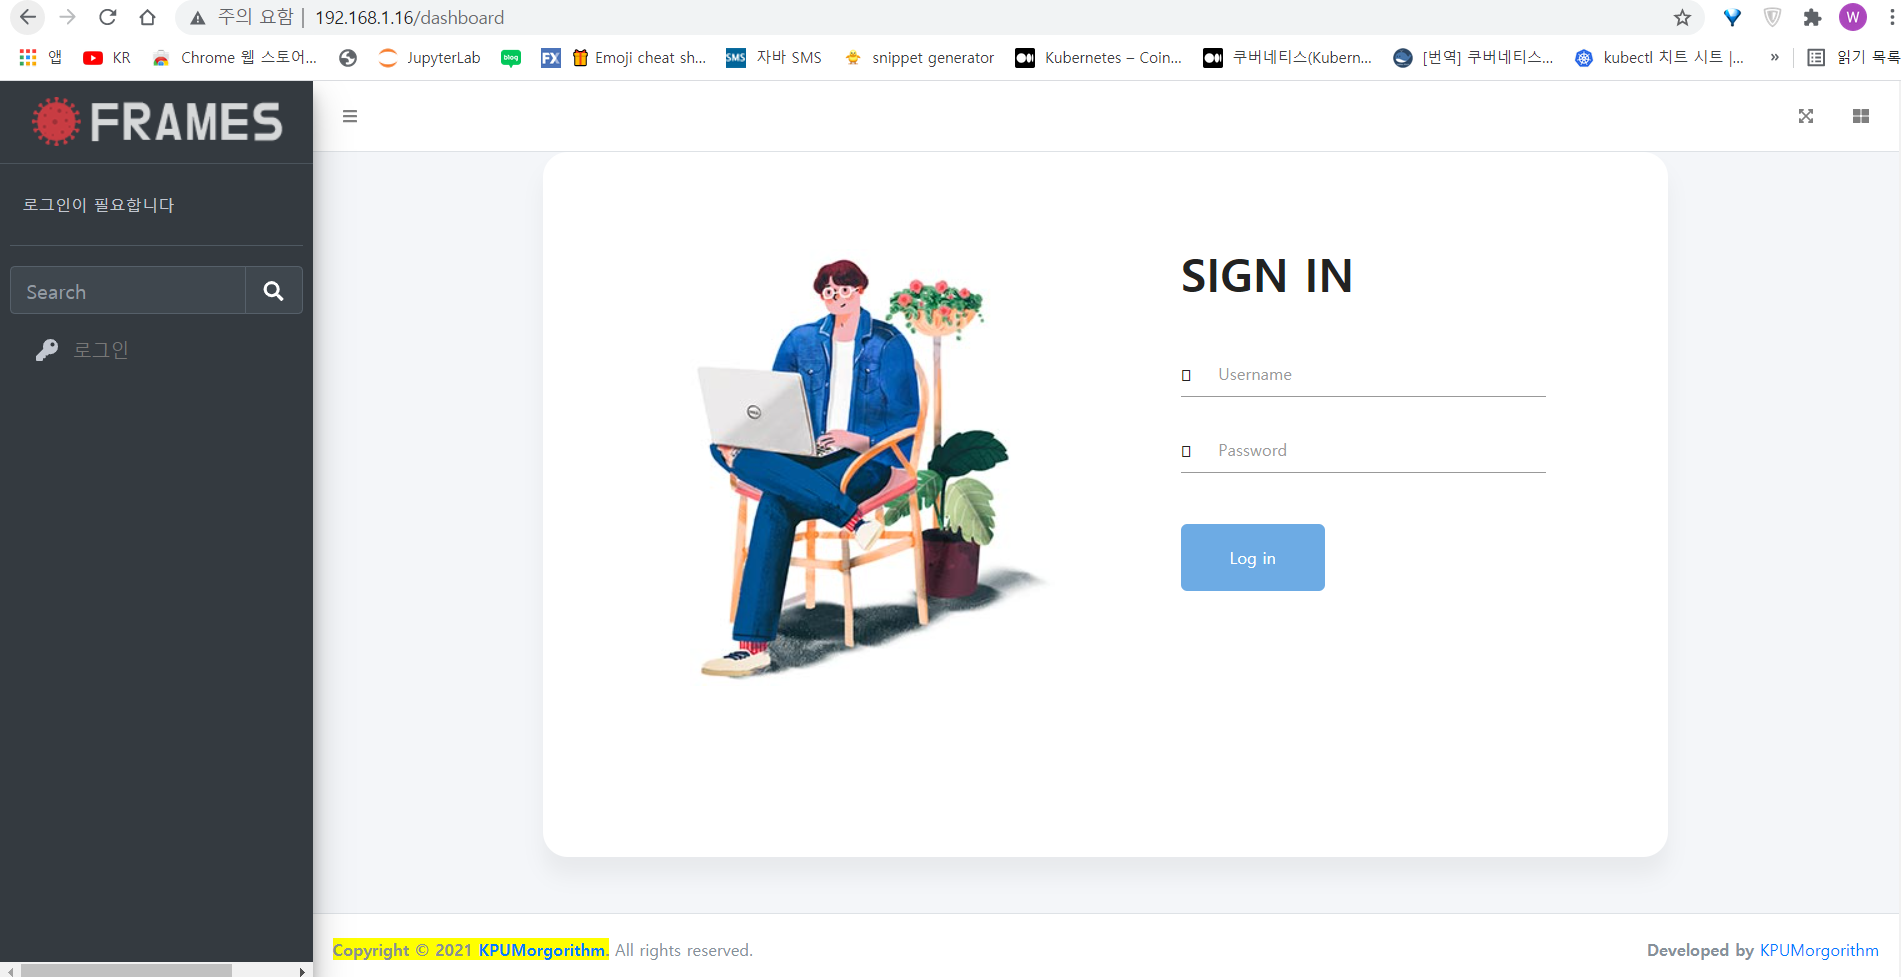 주의 요함 | 192.168.1.16/dashboard
W
앱 KR Chrome 웹 스토어... JupyterLab blog FX Emoji cheat sh... SMS 자바 SMS snippet generator Kubernetes – Coin... 쿠버네티스(Kubern... [번역] 쿠버네티스... kubectl 치트 시트 |... » 읽기 목록
FRAMES
로그인이 필요합니다
Search
로그인
SIGN IN
DELL
Username
Password
Log in
Copyright © 2021 KPUMorgorithm. All rights reserved.
Developed by KPUMorgorithm